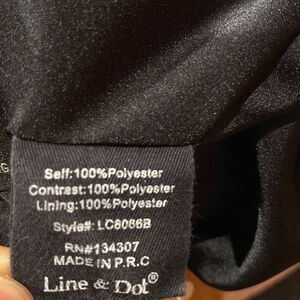 Self:100%Polyester
Contrast:100%Polyester
Lining:100%Polyester
Style#: LC8066B
RN#134307
MADE IN P.R.C
Line & Dot®